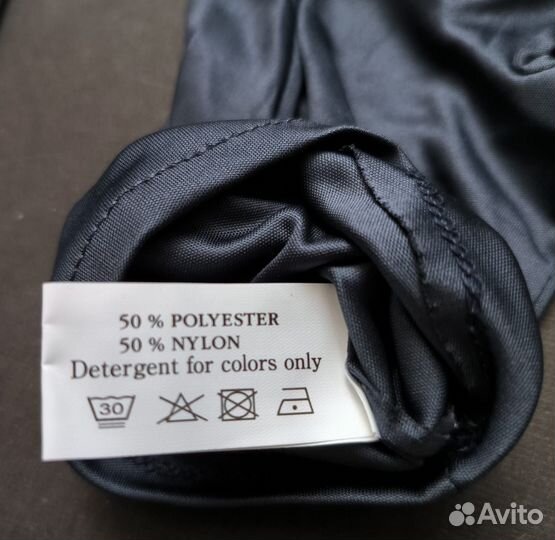 50 % POLYESTER
50 % NYLON
Detergent for colors only
30
Avito